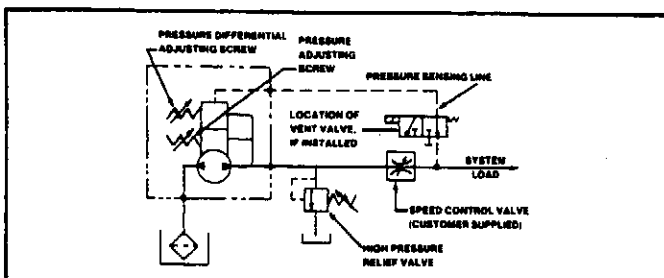 PRESSURE DIFFERENTIAL
ADJUSTING SCREW
PRESSURE
ADJUSTING
SCREW
PRESSURE SENSING LINE
LOCATION OF
VENT VALVE,
IF INSTALLED
SYSTEM
LOAD
SPEED CONTROL VALVE
(CUSTOMER SUPPLIED)
HIGH PRESSURE
RELIEF VALVE